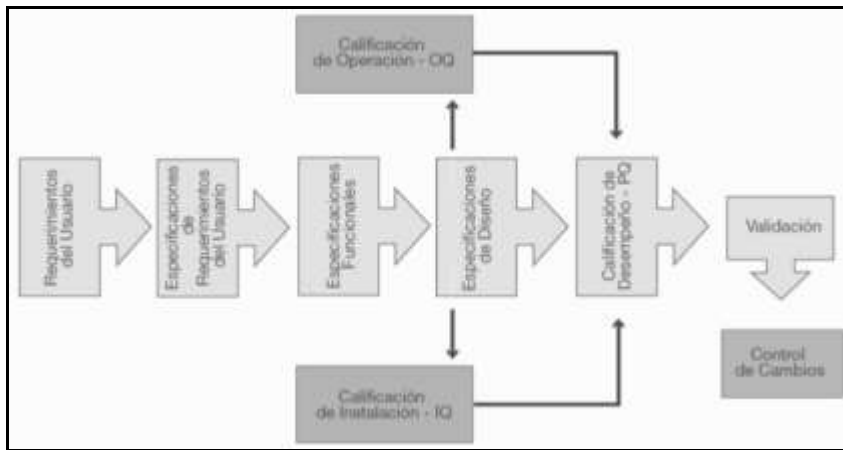 Calificación
de Operación - OQ
Requerimientos
del Usuario
Especificaciones
de
Requerimientos
del Usuario
Especificaciones
Funcionales
Especificaciones
de Diseño
Calificación de
Desempeño - PQ
Validación
Control
de Cambios
Calificación
de Instalación - IQ